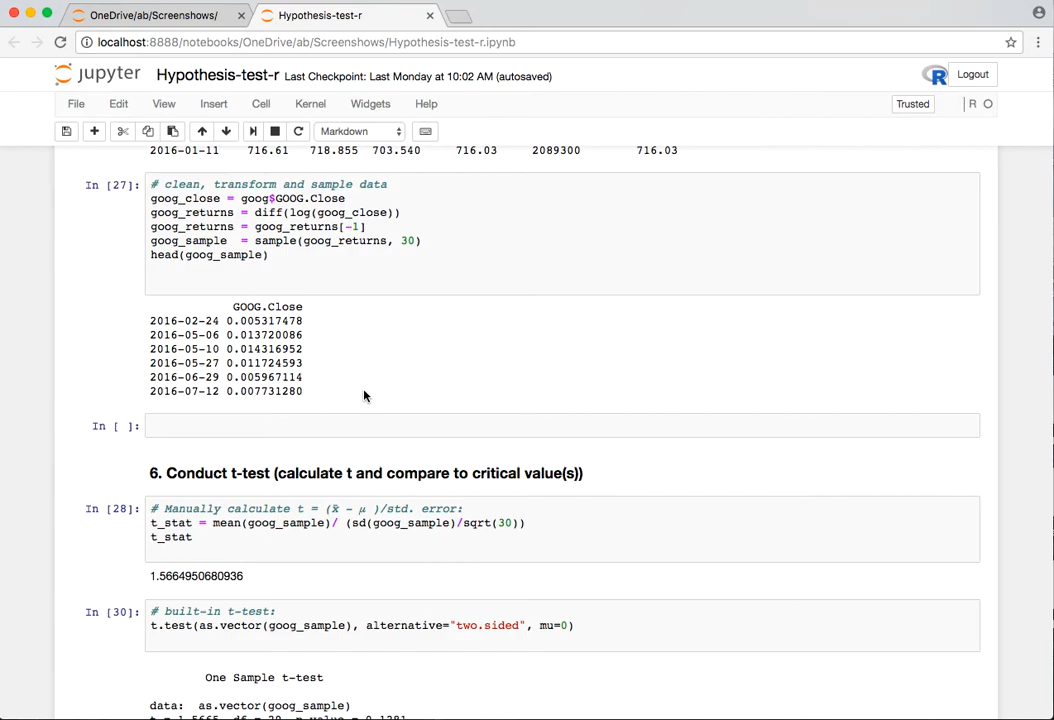 OneDrive/ab/Screenshows/
Hypothesis-test-r
localhost:8888/notebooks/OneDrive/ab/Screenshows/Hypothesis-test-r.ipynb
jupyter Hypothesis-test-r Last Checkpoint: Last Monday at 10:02 AM (autosaved)
R
Logout
File Edit View Insert Cell Kernel Widgets Help
Trusted
R
Markdown
2016-01-11 716.61 718.855 703.540 716.03 2089300 716.03
In [27]:
# clean, transform and sample data
goog_close = goog$GOOG.Close
goog_returns = diff(log(goog_close))
goog_returns = goog_returns[-1]
goog_sample  = sample(goog_returns, 30)
head(goog_sample)
GOOG.Close
2016-02-24 0.005317478
2016-05-06 0.013720086
2016-05-10 0.014316952
2016-05-27 0.011724593
2016-06-29 0.005967114
2016-07-12 0.007731280
In [ ]:
6. Conduct t-test (calculate t and compare to critical value(s))
In [28]:
# Manually calculate t = (x̄ - μ )/std. error:
t_stat = mean(goog_sample)/ (sd(goog_sample)/sqrt(30))
t_stat
1.5664950680936
In [30]:
# built-in t-test:
t.test(as.vector(goog_sample), alternative="two.sided", mu=0)
One Sample t-test
data:  as.vector(goog_sample)
t = 1.5665, df = 29, p-value = 0.1281